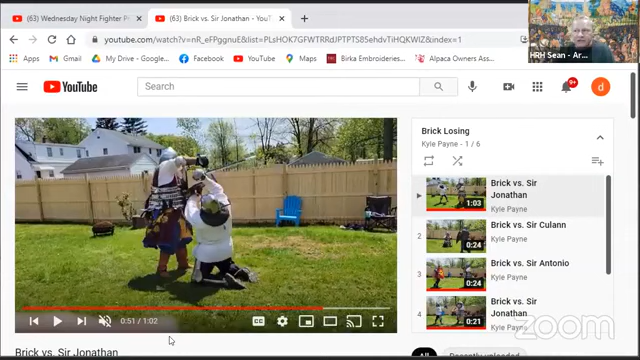 (63) Wednesday Night Fighter P
(63) Brick vs. Sir Jonathan - YouT
HRH Sean - Ar...
youtube.com/watch?v=nR_eFPggnuE&list=PLsHOK7GFWTRRdJPTPTS85SehdvTiHQKWtC&index=1
Apps
Gmail
My Drive - Google...
Facebook
YouTube
Maps
Birka Embroideries...
Alpaca Owners Ass...
YouTube
Search
9+
d
Brick Losing
Kyle Payne - 1 / 6
Brick vs. Sir
Jonathan
Kyle Payne
1:03
2
Brick vs. Sir Culann
Kyle Payne
0:24
3
Brick vs. Sir Antonio
Kyle Payne
0:24
4
Brick vs. Sir
Jonathan
Kyle Payne
0:21
0:51 / 1:02
CC
Brick vs. Sir Jonathan
All
Recently uploaded
zoom